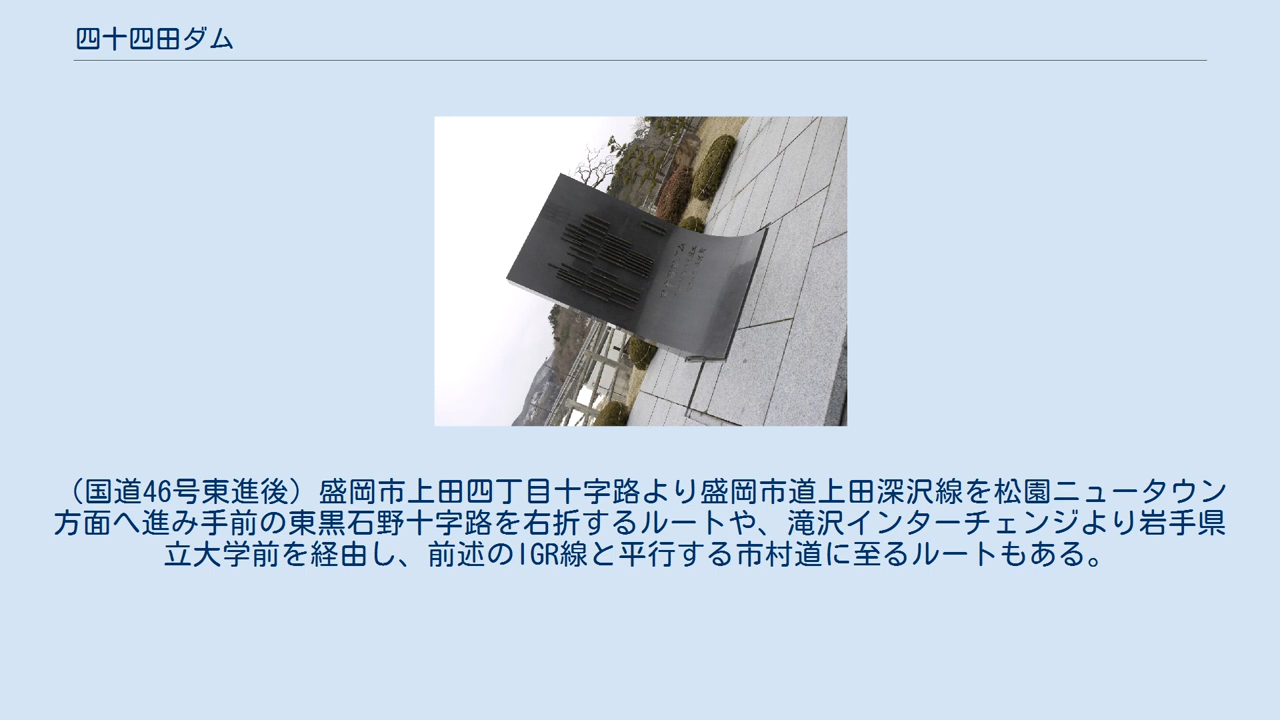 四十四田ダム
（国道46号東進後）盛岡市上田四丁目十字路より盛岡市道上田深沢線を松園ニュータウン
方面へ進み手前の東黒石野十字路を右折するルートや、滝沢インターチェンジより岩手県
立大学前を経由し、前述のIGR線と平行する市村道に至るルートもある。